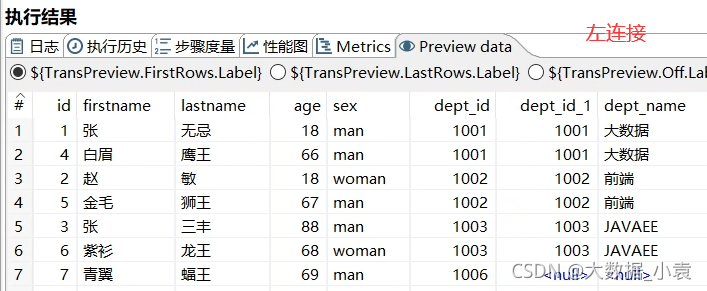 执行结果
左连接
日志 执行历史 步骤度量 性能图 Metrics Preview data
${TransPreview.FirstRows.Label} ${TransPreview.LastRows.Label} ${TransPreview.Off.Lab
# id firstname lastname age sex dept_id dept_id_1 dept_name
1 1 张 无忌 18 man 1001 1001 大数据
2 4 白眉 鹰王 66 man 1001 1001 大数据
3 2 赵 敏 18 woman 1002 1002 前端
4 5 金毛 狮王 67 man 1002 1002 前端
5 3 张 三丰 88 man 1003 1003 JAVAEE
6 6 紫衫 龙王 68 woman 1003 1003 JAVAEE
7 7 青翼 蝠王 69 man 1006 <null> <null>
CSDN @大数据_小袁